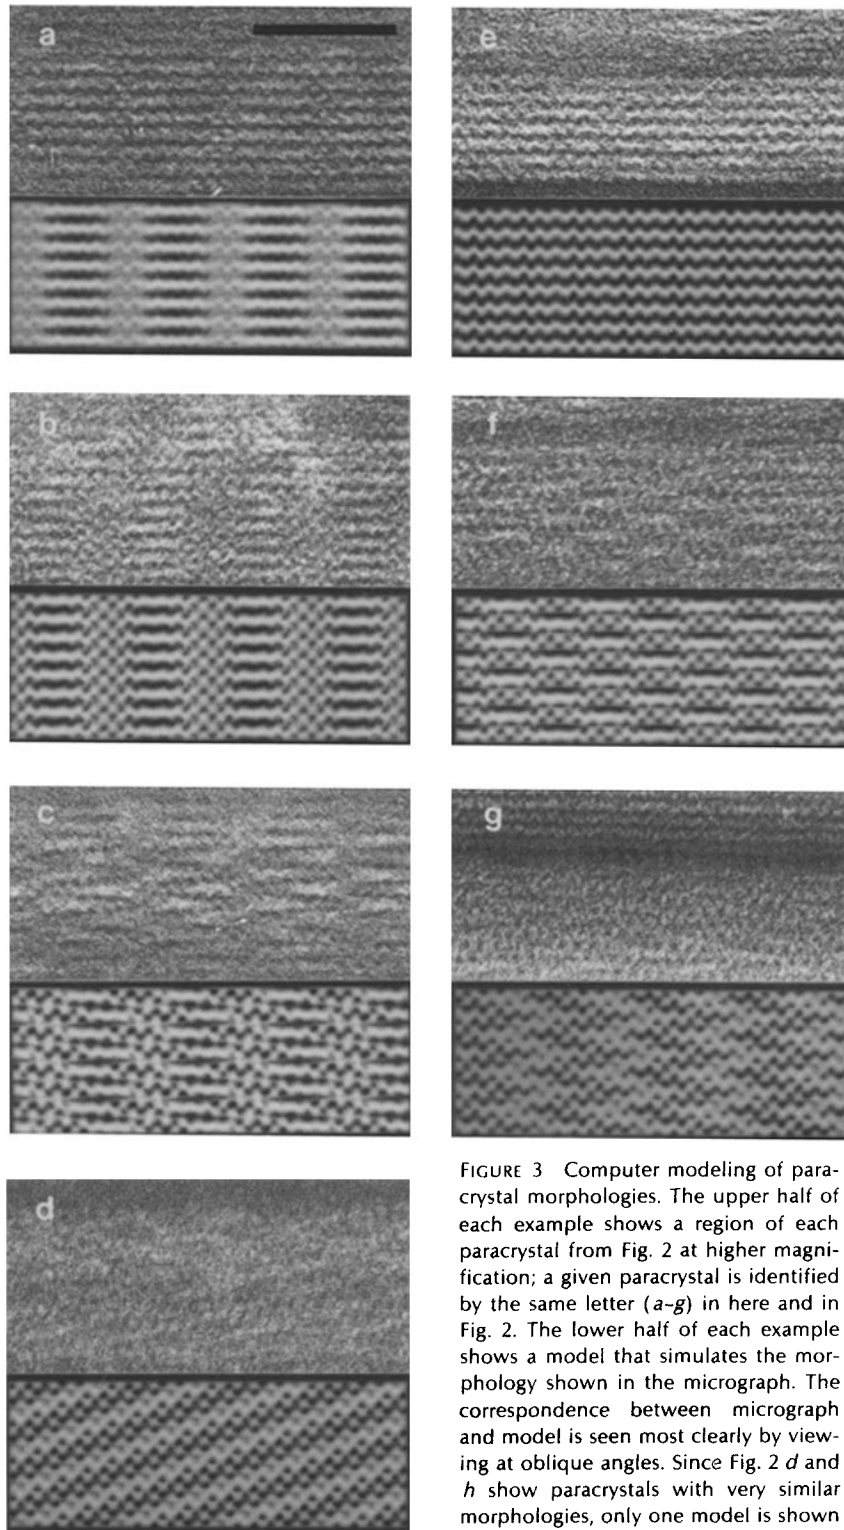 a
e
b
f
c
g
d
FIGURE 3 Computer modeling of para-
crystal morphologies. The upper half of
each example shows a region of each
paracrystal from Fig. 2 at higher magni-
fication; a given paracrystal is identified
by the same letter (a-g) in here and in
Fig. 2. The lower half of each example
shows a model that simulates the mor-
phology shown in the micrograph. The
correspondence between micrograph
and model is seen most clearly by view-
ing at oblique angles. Since Fig. 2 d and
h show paracrystals with very similar
morphologies, only one model is shown